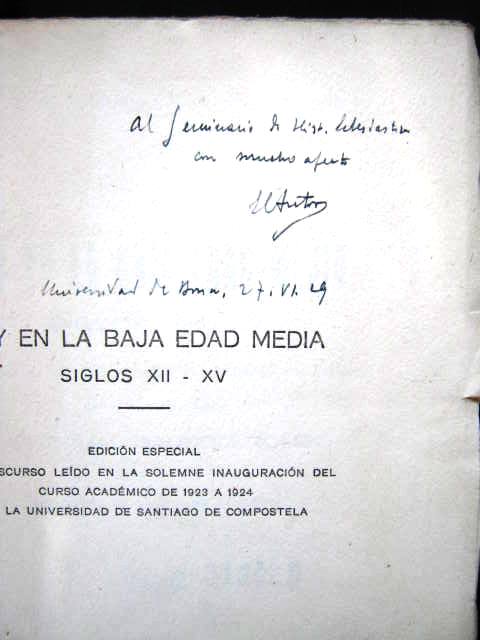 Al Seminario de Hist. Eclesiástica
con mucho afecto
El Autor
Universidad de Bonn, 27. VI. 29
Y EN LA BAJA EDAD MEDIA
SIGLOS XII - XV
EDICIÓN ESPECIAL
SCURSO LEÍDO EN LA SOLEMNE INAUGURACIÓN DEL
CURSO ACADÉMICO DE 1923 A 1924
LA UNIVERSIDAD DE SANTIAGO DE COMPOSTELA